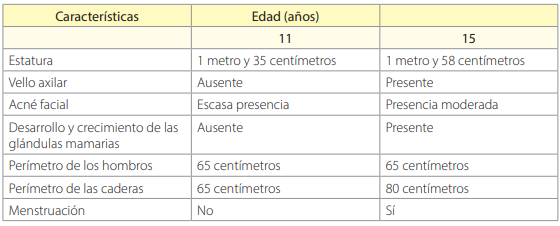 Características Edad (años)
11 15
Estatura 1 metro y 35 centímetros 1 metro y 58 centímetros
Vello axilar Ausente Presente
Acné facial Escasa presencia Presencia moderada
Desarrollo y crecimiento de las Ausente Presente
glándulas mamarias
Perímetro de los hombros 65 centímetros 65 centímetros
Perímetro de las caderas 65 centímetros 80 centímetros
Menstruación No Sí